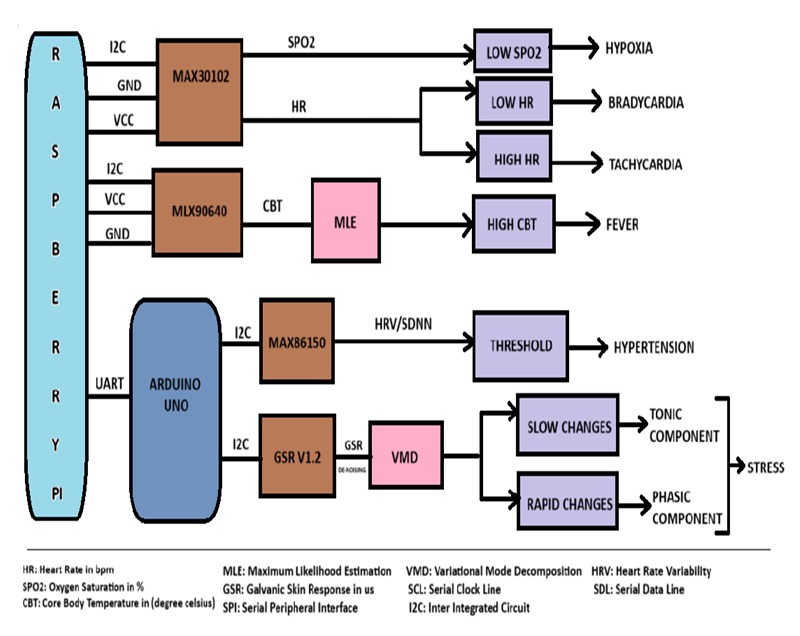 RASPBERRY PI
I2C
GND
VCC
MAX30102
SPO2
LOW SPO2
HYPOXIA
HR
LOW HR
BRADYCARDIA
HIGH HR
TACHYCARDIA
I2C
VCC
GND
MLX90640
CBT
MLE
HIGH CBT
FEVER
UART
ARDUINO
UNO
I2C
MAX86150
HRV/SDNN
THRESHOLD
HYPERTENSION
I2C
GSR V1.2
GSR
DE-NOISING
VMD
SLOW CHANGES
TONIC
COMPONENT
RAPID CHANGES
PHASIC
COMPONENT
STRESS
HR: Heart Rate in bpm
SPO2: Oxygen Saturation in %
CBT: Core Body Temperature in (degree celsius)
MLE: Maximum Likelihood Estimation
GSR: Galvanic Skin Response in us
SPI: Serial Peripheral Interface
VMD: Variational Mode Decomposition
SCL: Serial Clock Line
I2C: Inter Integrated Circuit
HRV: Heart Rate Variability
SDL: Serial Data Line